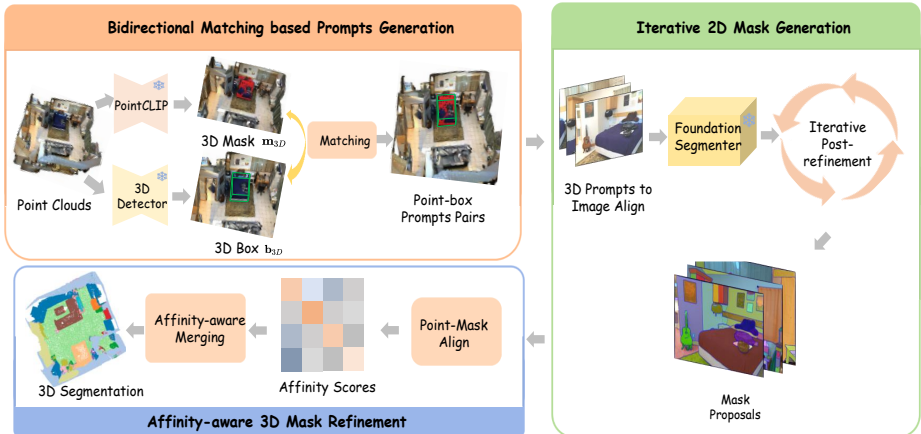 Bidirectional Matching based Prompts Generation
PointCLIP
3D Mask m3D
Matching
Point Clouds
3D
Detector
3D Box b3D
Point-box
Prompts Pairs
Iterative 2D Mask Generation
Foundation
Segmenter
Iterative
Post-
refinement
3D Prompts to
Image Align
Mask
Proposals
Point-Mask
Align
Affinity Scores
Affinity-aware
Merging
3D Segmentation
Affinity-aware 3D Mask Refinement